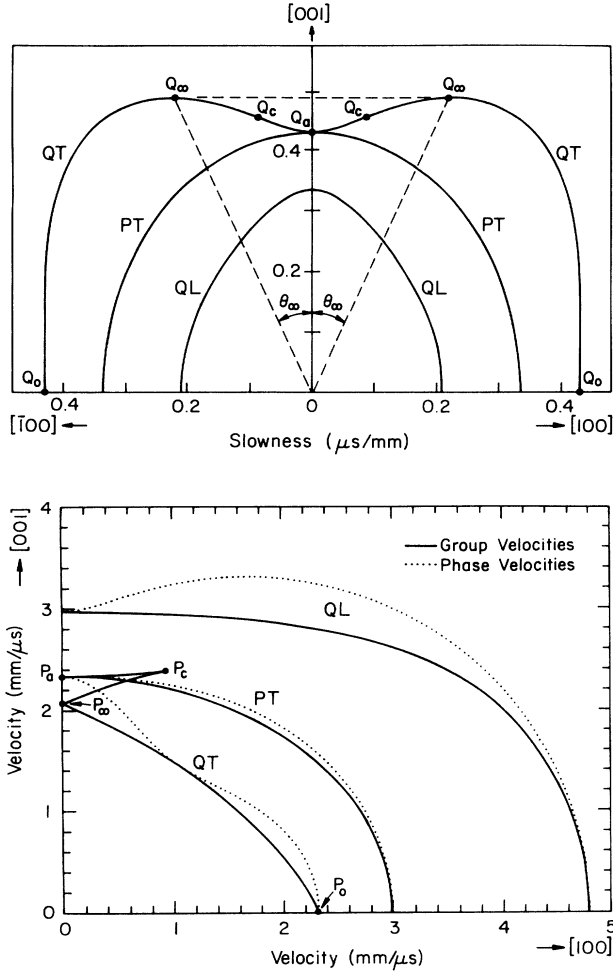 [001]
Q∞ Q∞
Qc Qc
Qa
QT 0.4 QT
PT PT
0.2
QL QL
θ∞ θ∞
Q₀ Q₀
0.4 0.2 0 0.2 0.4
[1̄00] ← Slowness (μs/mm) → [100]
→ [001]
Velocity (mm/μs)
4
3
2
1
0
Group Velocities
Phase Velocities
QL
Pa
Pc
P∞
PT
QT
P₀
0 1 2 3 4 5
Velocity (mm/μs) → [100]